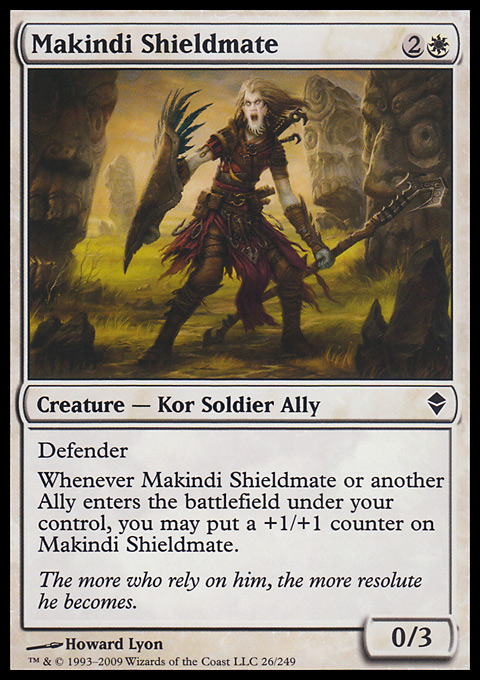 Makindi Shieldmate 2
Creature — Kor Soldier Ally
Defender
Whenever Makindi Shieldmate or another
Ally enters the battlefield under your
control, you may put a +1/+1 counter on
Makindi Shieldmate.
The more who rely on him, the more resolute
he becomes.
Howard Lyon
0/3
™ & © 1993–2009 Wizards of the Coast LLC 26/249